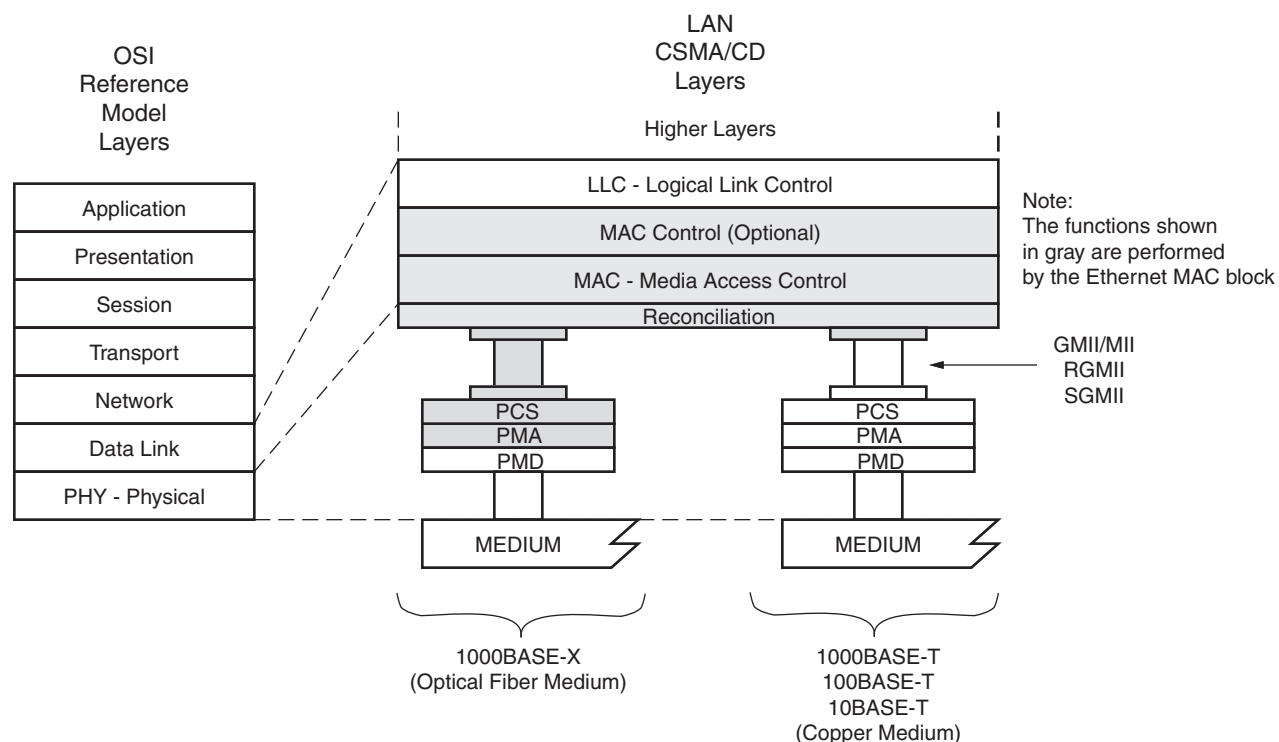 OSI
Reference
Model
Layers
Application
Presentation
Session
Transport
Network
Data Link
PHY - Physical
LAN
CSMA/CD
Layers
Higher Layers
LLC - Logical Link Control
MAC Control (Optional)
MAC - Media Access Control
Reconciliation
Note:
The functions shown
in gray are performed
by the Ethernet MAC block
GMII/MII
RGMII
SGMII
PCS
PMA
PMD
MEDIUM
1000BASE-X
(Optical Fiber Medium)
PCS
PMA
PMD
MEDIUM
1000BASE-T
100BASE-T
10BASE-T
(Copper Medium)